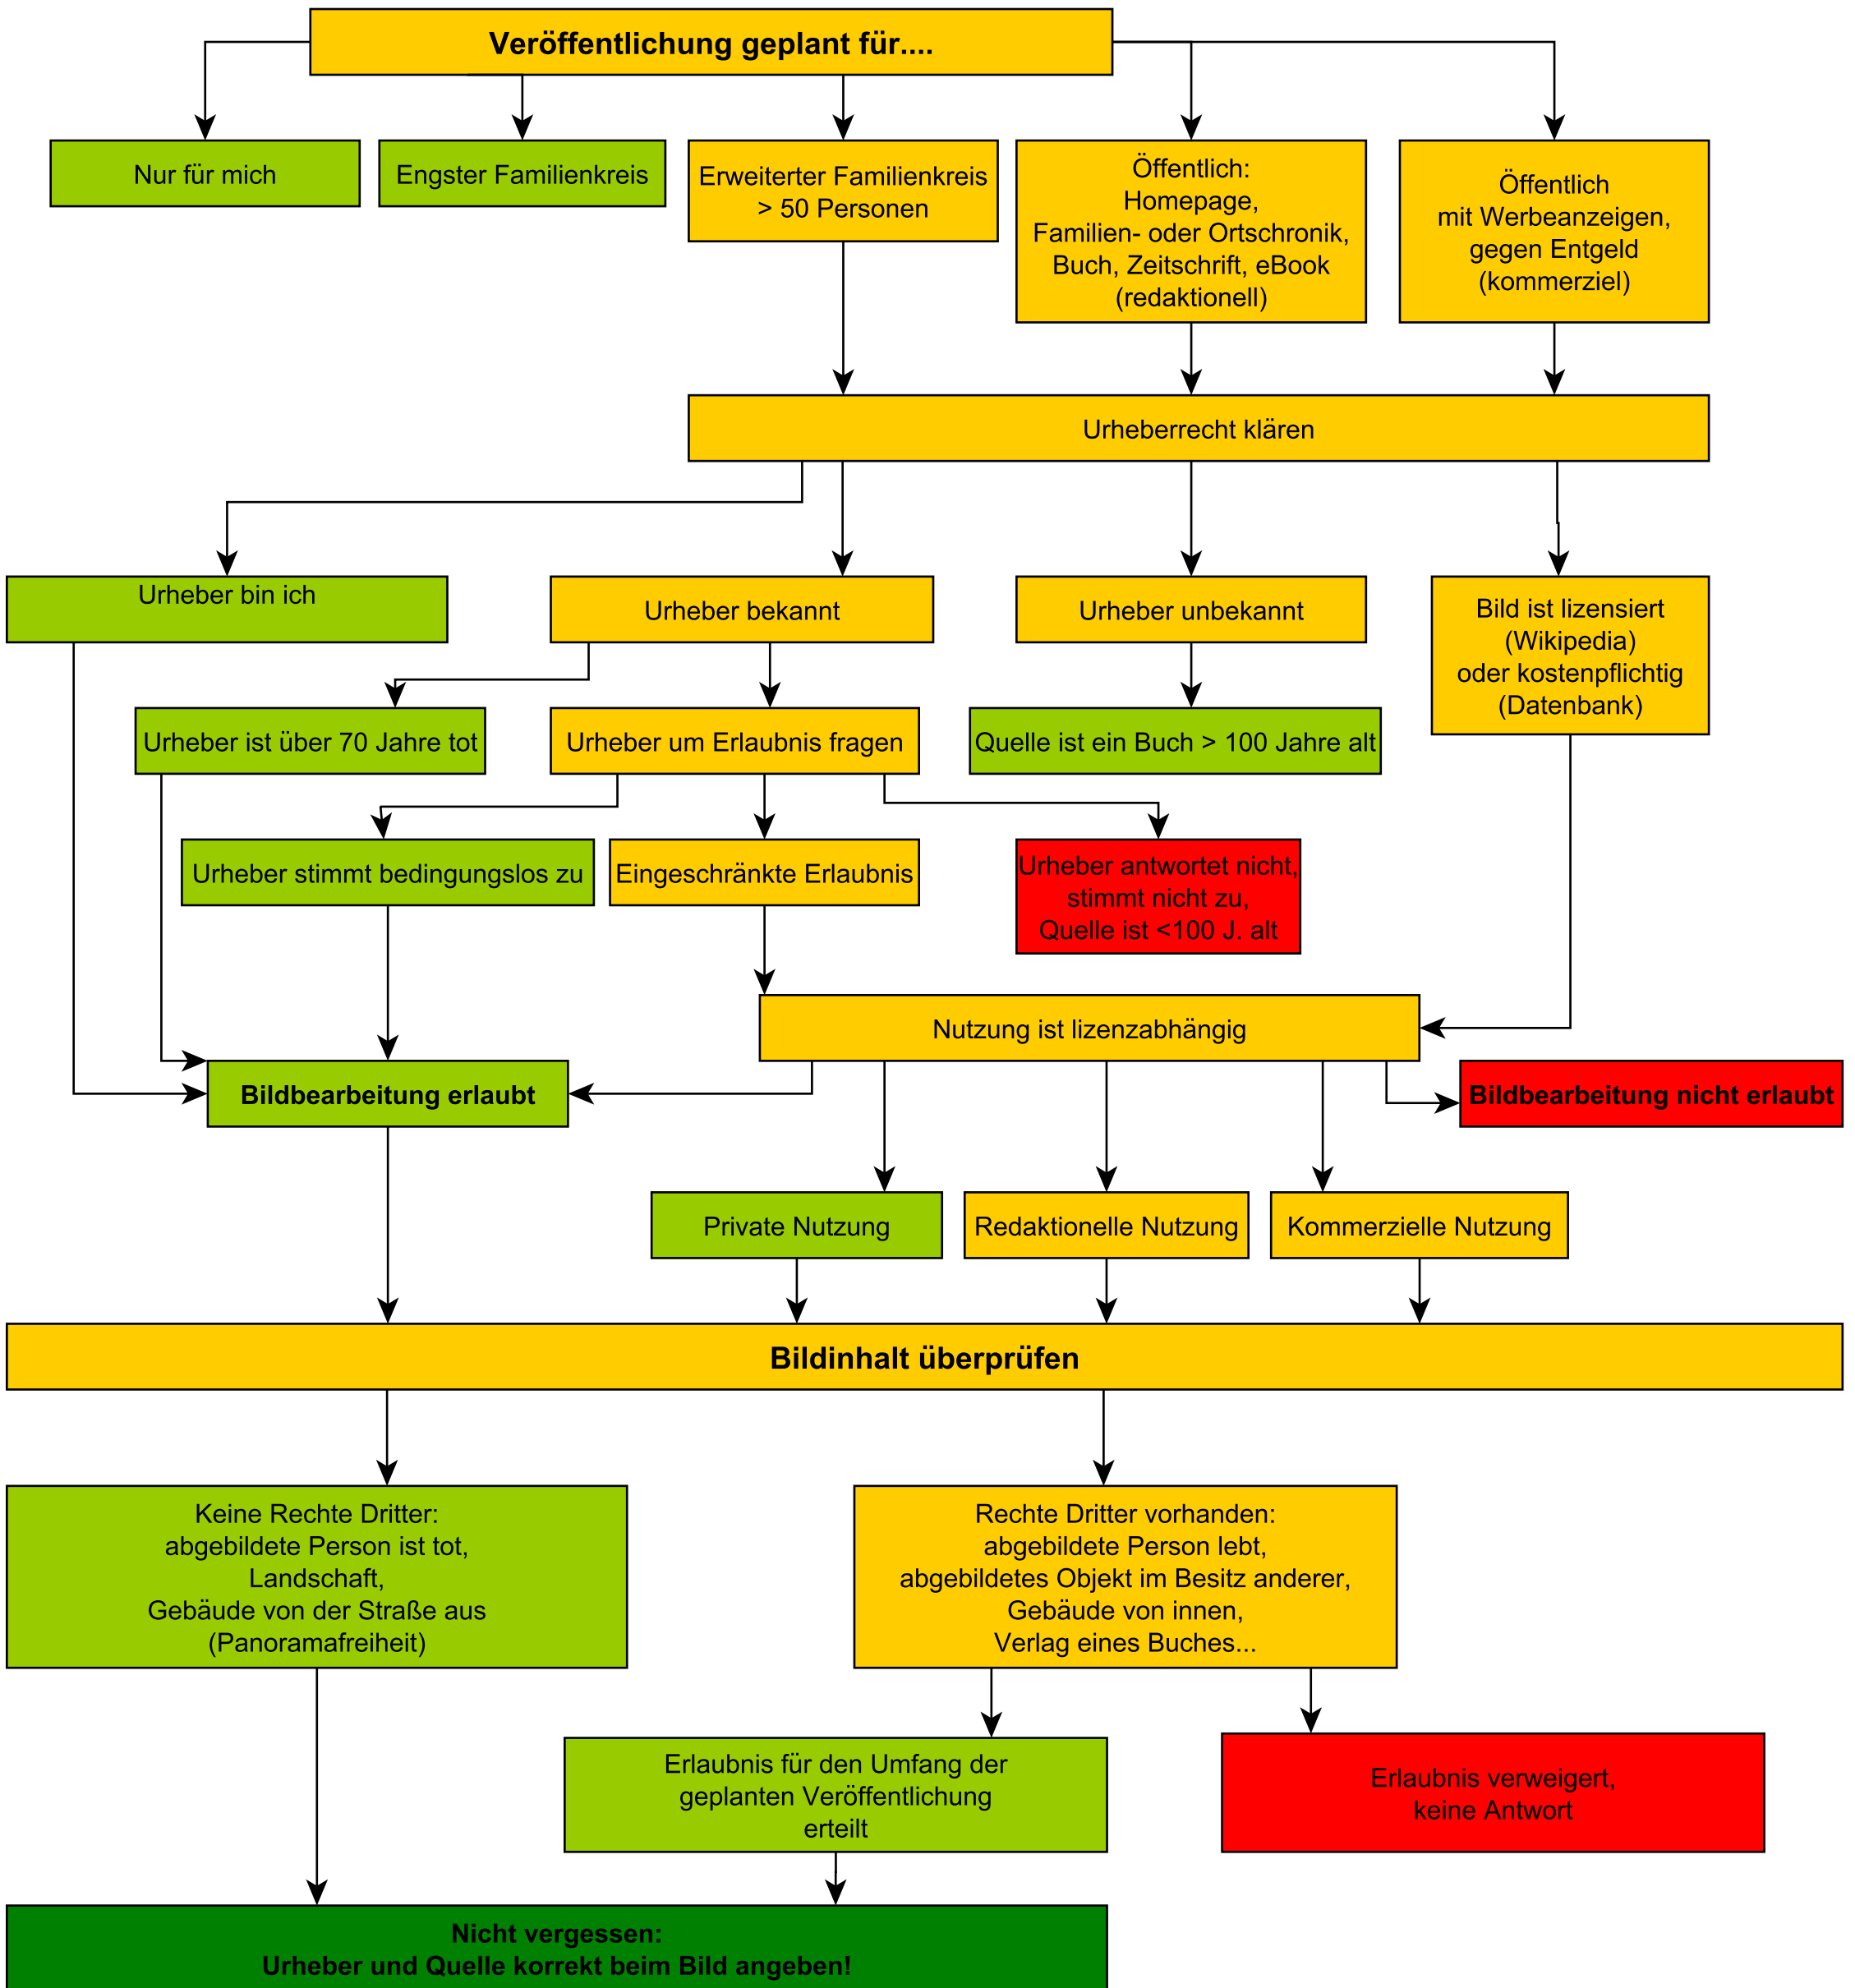 Veröffentlichung geplant für....
Nur für mich
Engster Familienkreis
Erweiterter Familienkreis
> 50 Personen
Öffentlich:
Homepage,
Familien- oder Ortschronik,
Buch, Zeitschrift, eBook
(redaktionell)
Öffentlich
mit Werbeanzeigen,
gegen Entgeld
(kommerziel)
Urheberrecht klären
Urheber bin ich
Urheber bekannt
Urheber unbekannt
Bild ist lizensiert
(Wikipedia)
oder kostenpflichtig
(Datenbank)
Urheber ist über 70 Jahre tot
Urheber um Erlaubnis fragen
Quelle ist ein Buch > 100 Jahre alt
Urheber stimmt bedingungslos zu
Eingeschränkte Erlaubnis
Urheber antwortet nicht,
stimmt nicht zu,
Quelle ist <100 J. alt
Nutzung ist lizenzabhängig
Bildbearbeitung erlaubt
Bildbearbeitung nicht erlaubt
Private Nutzung
Redaktionelle Nutzung
Kommerzielle Nutzung
Bildinhalt überprüfen
Keine Rechte Dritter:
abgebildete Person ist tot,
Landschaft,
Gebäude von der Straße aus
(Panoramafreiheit)
Rechte Dritter vorhanden:
abgebildete Person lebt,
abgebildetes Objekt im Besitz anderer,
Gebäude von innen,
Verlag eines Buches...
Erlaubnis für den Umfang der
geplanten Veröffentlichung
erteilt
Erlaubnis verweigert,
keine Antwort
Nicht vergessen:
Urheber und Quelle korrekt beim Bild angeben!